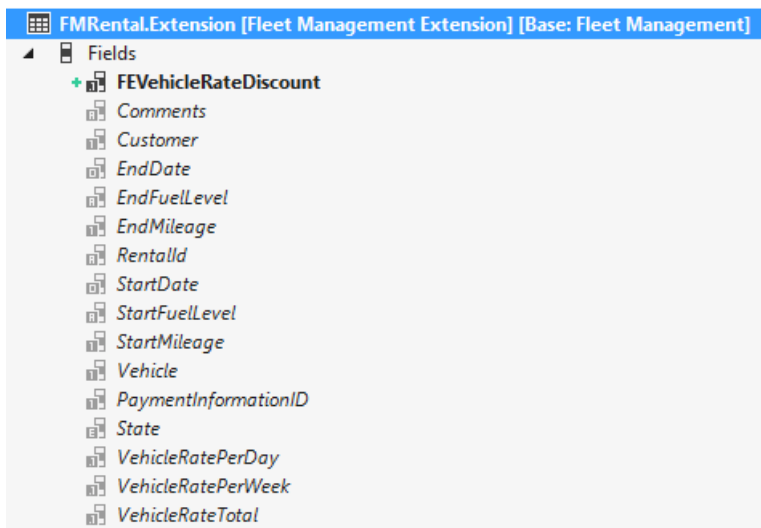 FMRental.Extension [Fleet Management Extension] [Base: Fleet Management]
Fields
FEVehicleRateDiscount
Comments
Customer
EndDate
EndFuelLevel
EndMileage
RentalId
StartDate
StartFuelLevel
StartMileage
Vehicle
PaymentInformationID
State
VehicleRatePerDay
VehicleRatePerWeek
VehicleRateTotal